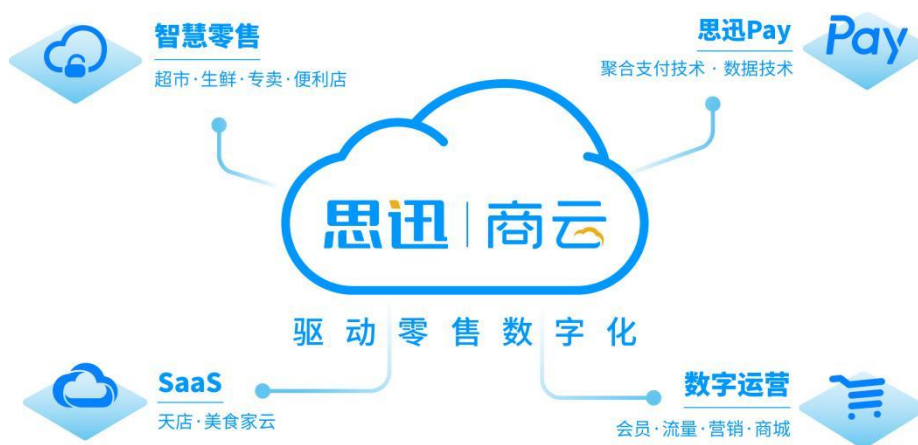 智慧零售
超市·生鲜·专卖·便利店
思迅Pay
聚合支付技术·数据技术
Pay
思迅|商云
驱动零售数字化
SaaS
天店·美食家云
数字运营
会员·流量·营销·商城